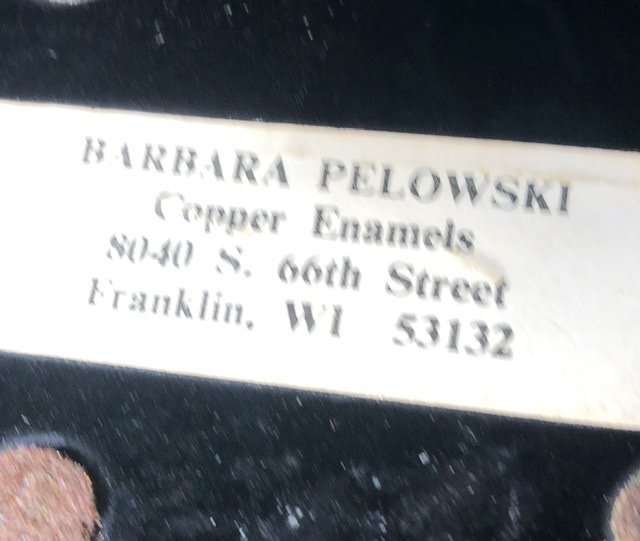 BARBARA PELOWSKI
Copper Enamels
8040 S. 66th Street
Franklin, WI 53132